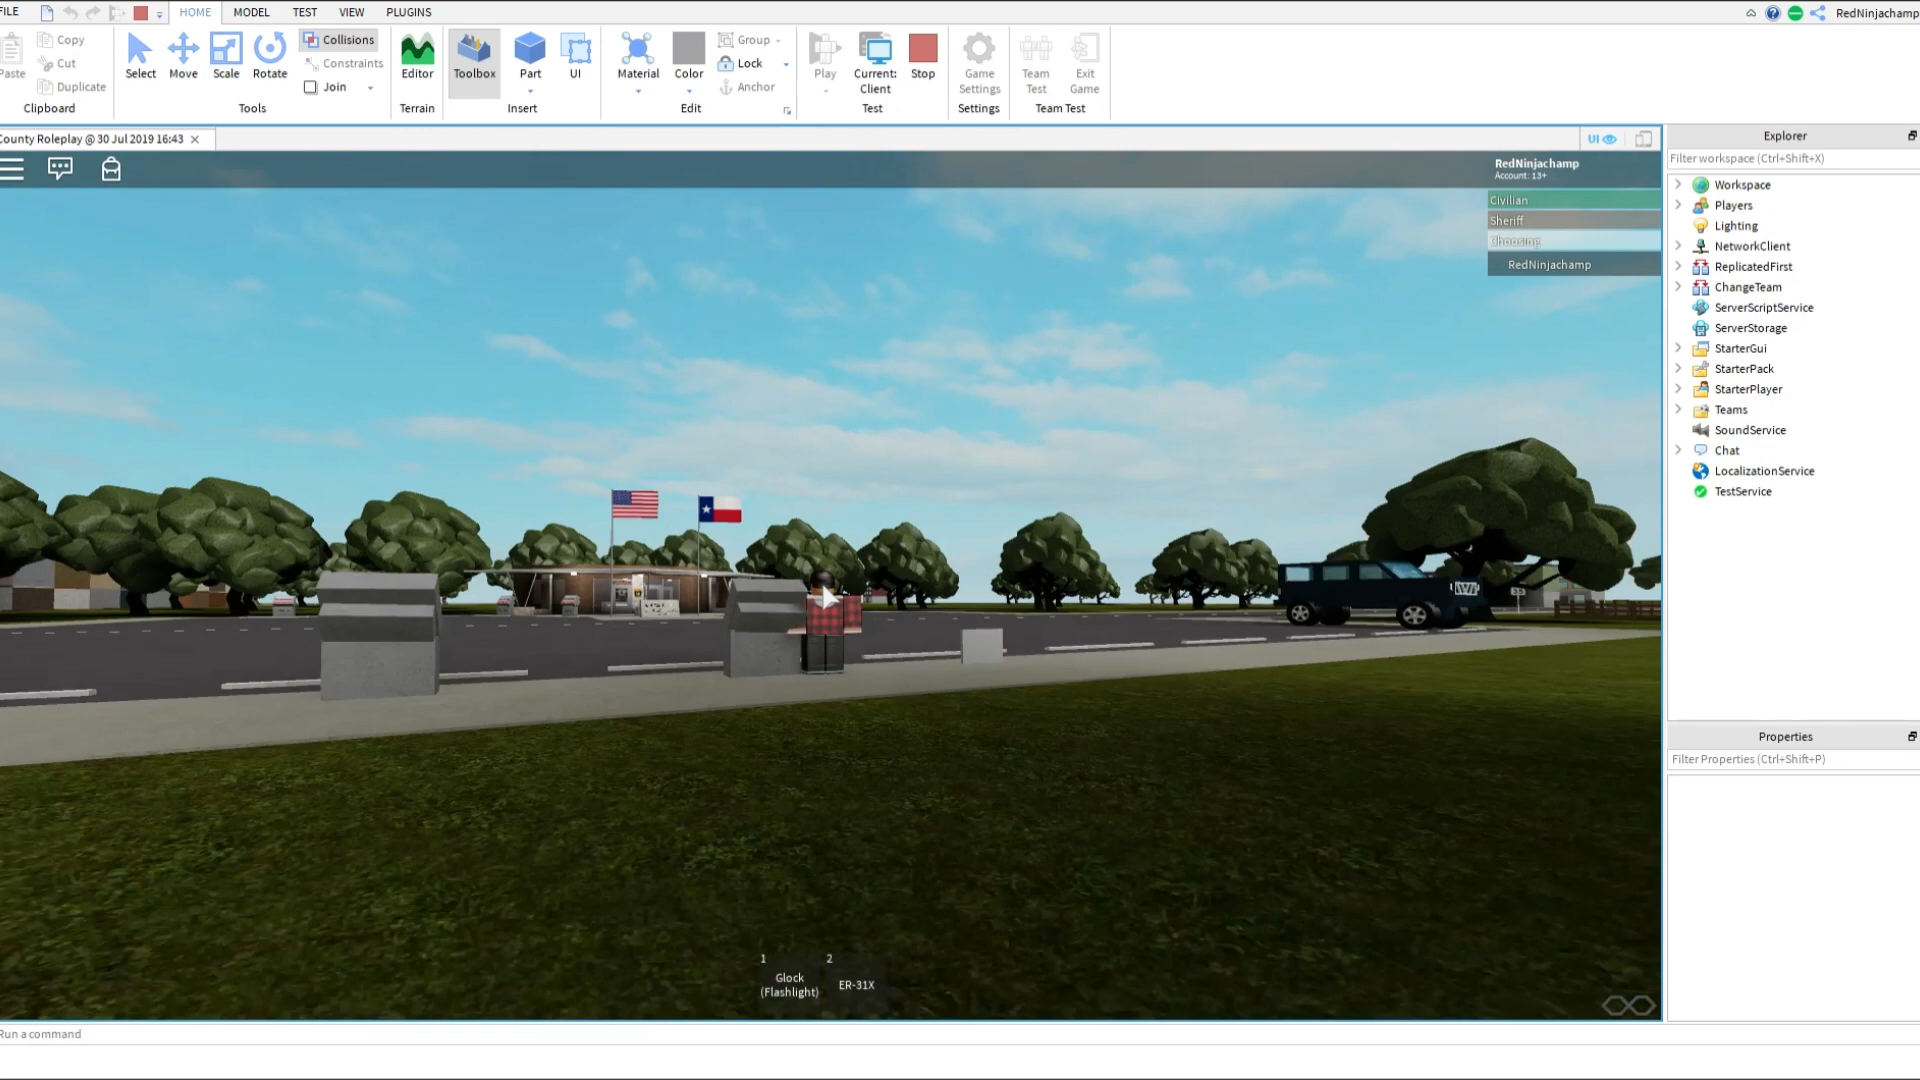 FILE
HOME
MODEL
TEST
VIEW
PLUGINS
RedNinjachamp
Paste
Copy
Cut
Duplicate
Clipboard
Select
Move
Scale
Rotate
Collisions
Constraints
Join
Tools
Editor
Terrain
Toolbox
Part
UI
Insert
Material
Color
Group
Lock
Anchor
Edit
Play
Current:
Client
Stop
Test
Game
Settings
Settings
Team
Test
Exit
Game
Team Test
County Roleplay @ 30 Jul 2019 16:43
UI
RedNinjachamp
Account: 13+
Civilian
Sheriff
Choosing
RedNinjachamp
1
Glock
(Flashlight)
2
ER-31X
Explorer
Filter workspace (Ctrl+Shift+X)
Workspace
Players
Lighting
NetworkClient
ReplicatedFirst
ChangeTeam
ServerScriptService
ServerStorage
StarterGui
StarterPack
StarterPlayer
Teams
SoundService
Chat
LocalizationService
TestService
Properties
Filter Properties (Ctrl+Shift+P)
Run a command